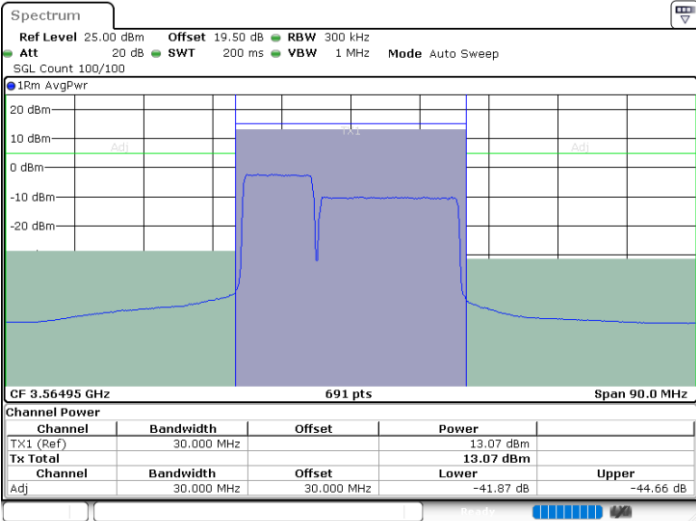 Spectrum
Ref Level 25.00 dBm Offset 19.50 dB RBW 300 kHz
Att 20 dB SWT 200 ms VBW 1 MHz Mode Auto Sweep
SGL Count 100/100
1Rm AvgPwr
20 dBm
TX1
10 dBm
Adj Adj
0 dBm
-10 dBm
-20 dBm
CF 3.56495 GHz 691 pts Span 90.0 MHz
Channel Power
Channel Bandwidth Offset Power
TX1 (Ref) 30.000 MHz 13.07 dBm
Tx Total 13.07 dBm
Channel Bandwidth Offset Lower Upper
Adj 30.000 MHz 30.000 MHz -41.87 dB -44.66 dB